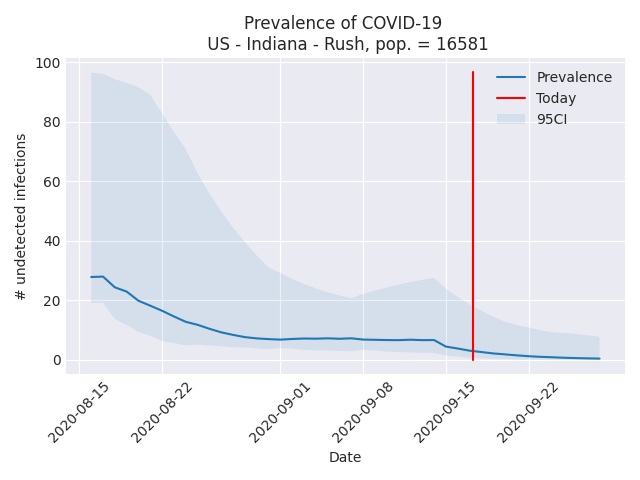 Prevalence of COVID-19
US - Indiana - Rush, pop. = 16581
# undetected infections
100
80
60
40
20
0
Prevalence
Today
95CI
2020-08-15
2020-08-22
2020-09-01
2020-09-08
2020-09-15
2020-09-22
Date